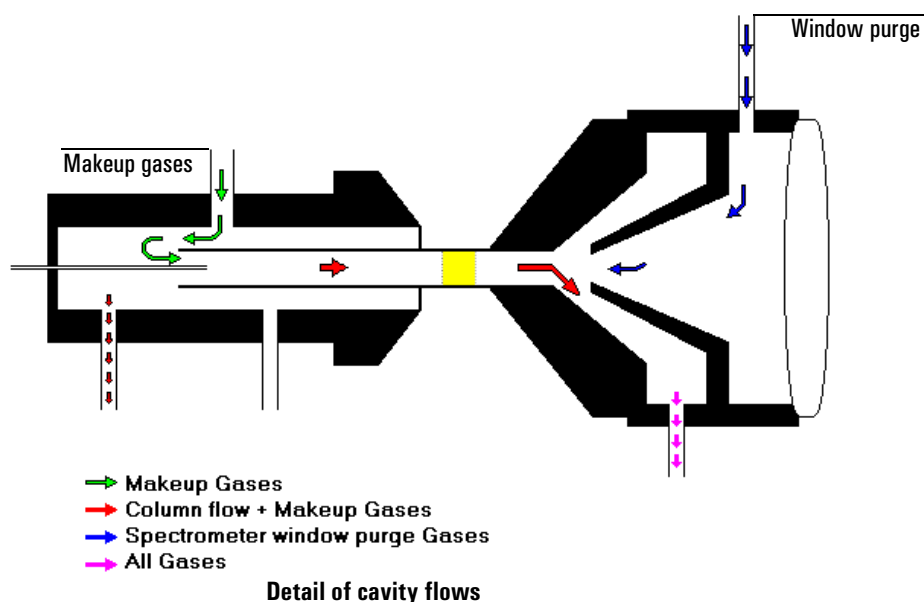 Window purge
Makeup gases
Makeup Gases
Column flow + Makeup Gases
Spectrometer window purge Gases
All Gases
Detail of cavity flows